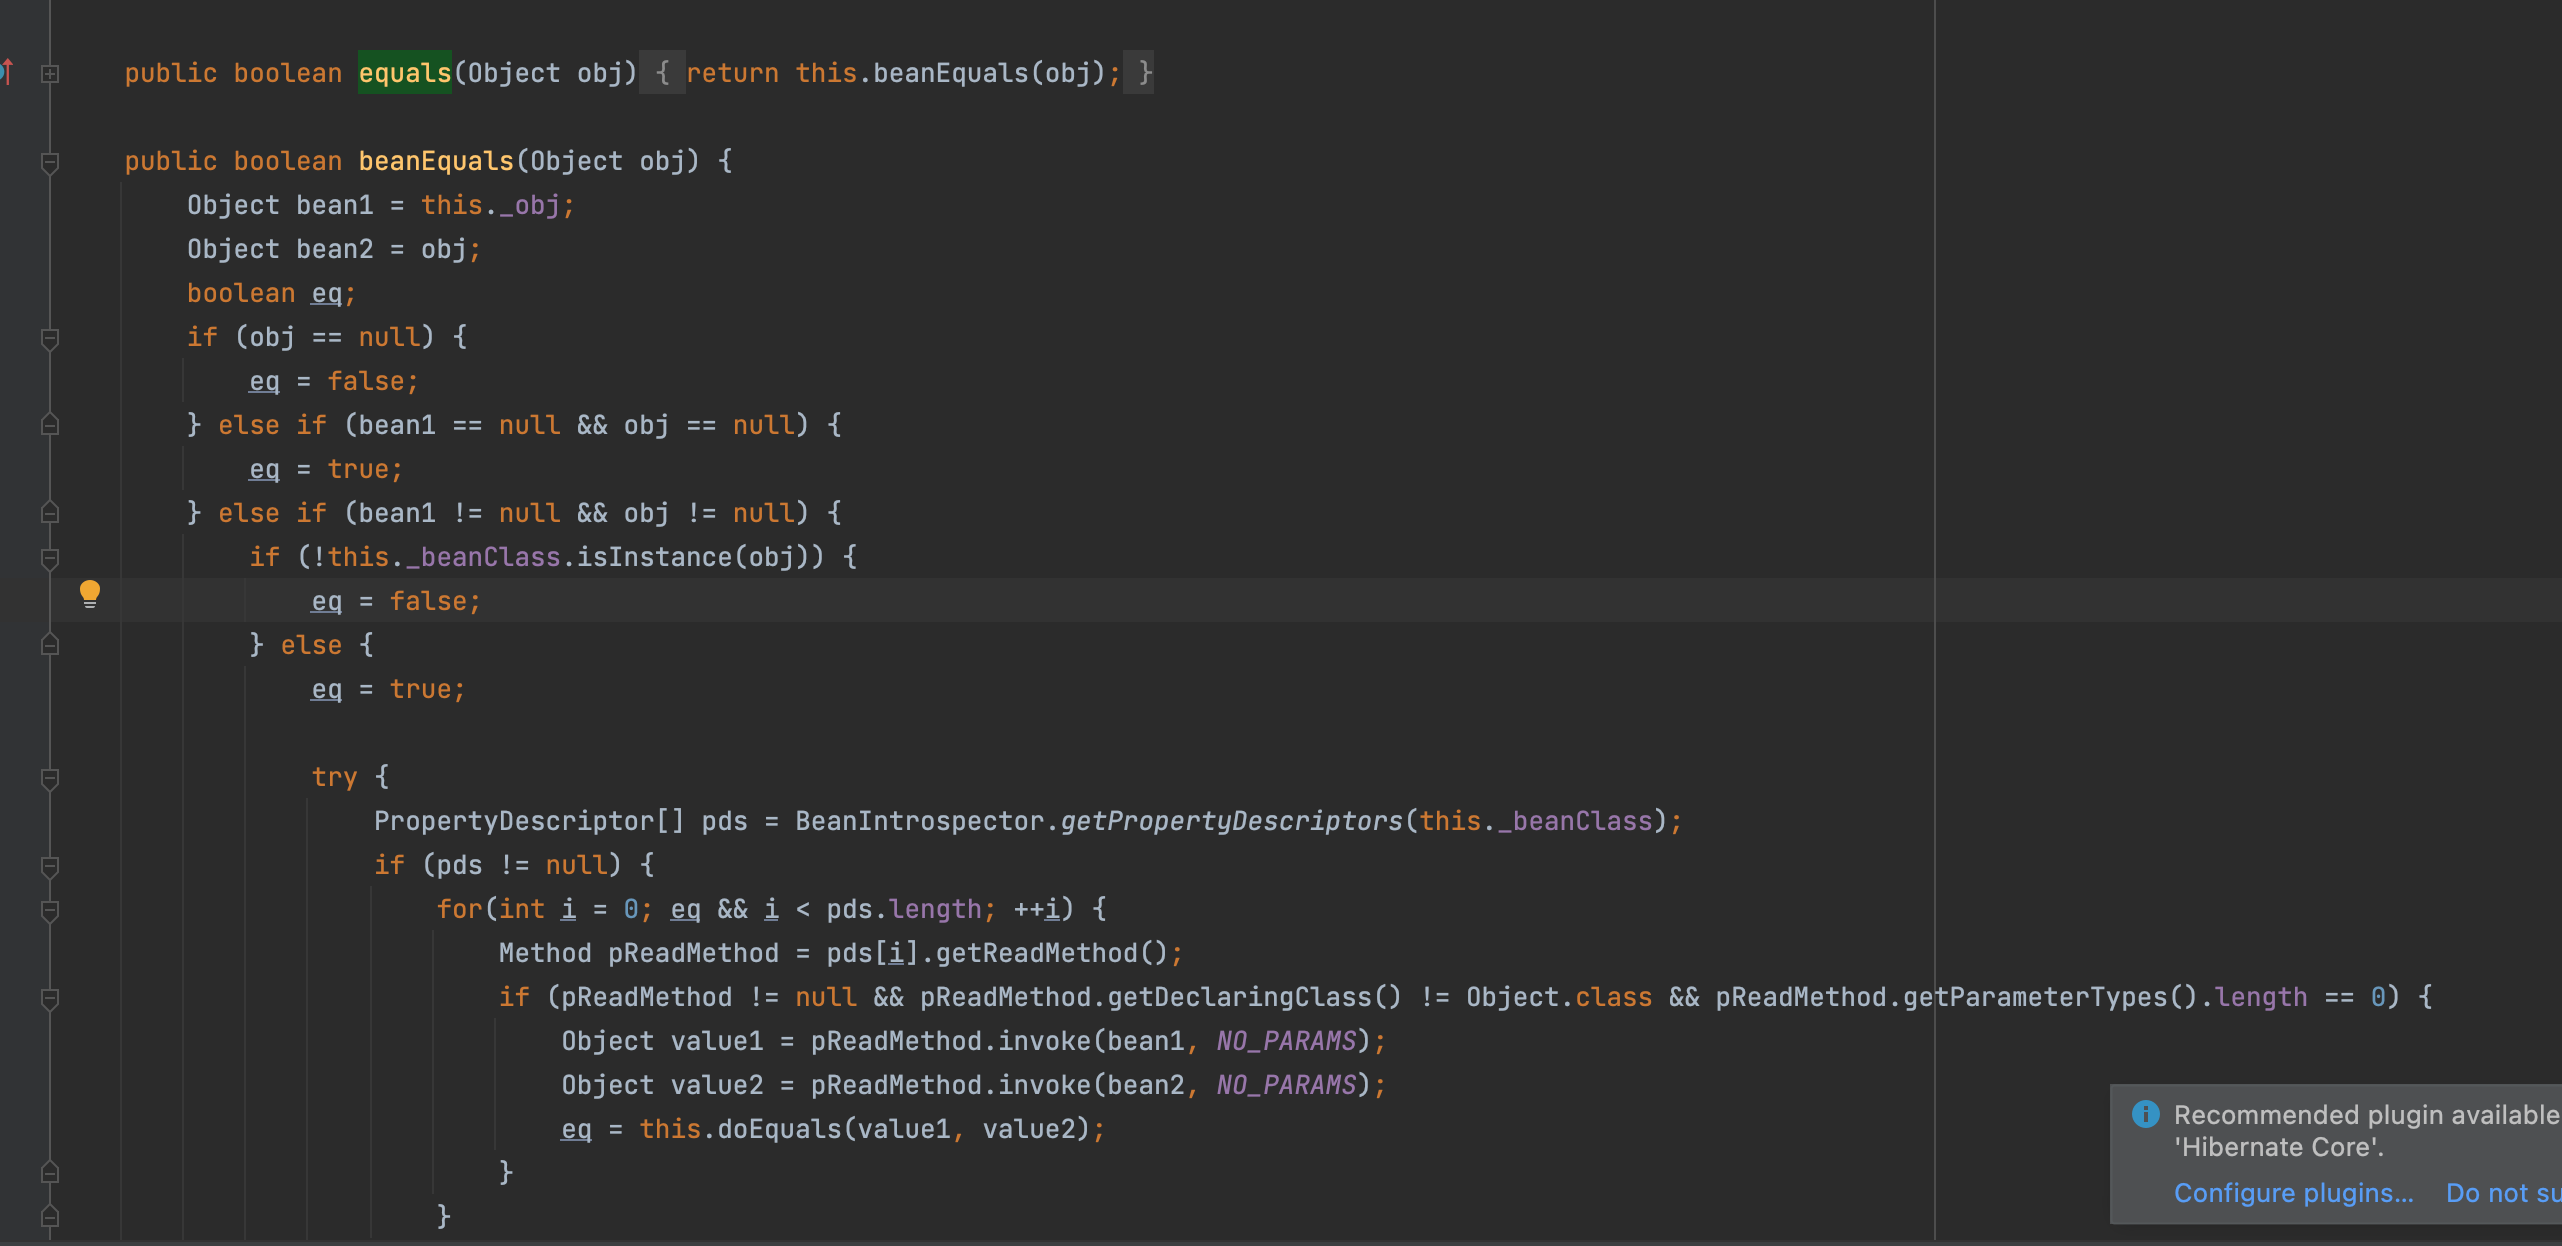 public boolean equals(Object obj) { return this.beanEquals(obj); }
public boolean beanEquals(Object obj) {
Object bean1 = this._obj;
Object bean2 = obj;
boolean eq;
if (obj == null) {
eq = false;
} else if (bean1 == null && obj == null) {
eq = true;
} else if (bean1 != null && obj != null) {
if (!this._beanClass.isInstance(obj)) {
eq = false;
} else {
eq = true;
try {
PropertyDescriptor[] pds = BeanIntrospector.getPropertyDescriptors(this._beanClass);
if (pds != null) {
for(int i = 0; eq && i < pds.length; ++i) {
Method pReadMethod = pds[i].getReadMethod();
if (pReadMethod != null && pReadMethod.getDeclaringClass() != Object.class && pReadMethod.getParameterTypes().length == 0) {
Object value1 = pReadMethod.invoke(bean1, NO_PARAMS);
Object value2 = pReadMethod.invoke(bean2, NO_PARAMS);
eq = this.doEquals(value1, value2);
}
}
Recommended plugin available
'Hibernate Core'.
Configure plugins... Do not su